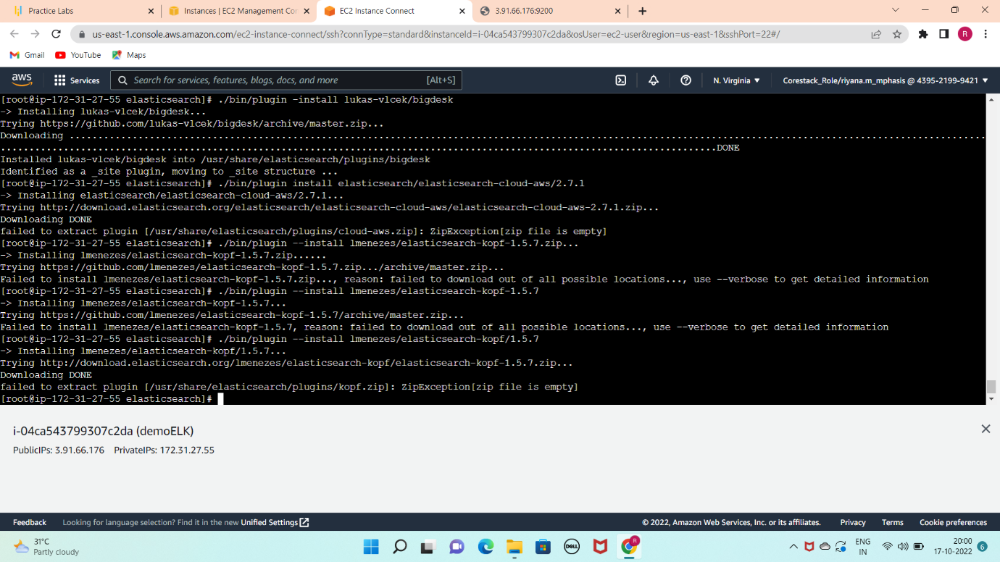 Practice Labs
Instances | EC2 Management Con
EC2 Instance Connect
3.91.66.176:9200
us-east-1.console.aws.amazon.com/ec2-instance-connect/ssh?connType=standard&instanceId=i-04ca543799307c2da&osUser=ec2-user&region=us-east-1&sshPort=22#/
R
Gmail
YouTube
Maps
aws
Services
Search for services, features, blogs, docs, and more
[Alt+S]
N. Virginia ▼
Corestack_Role/riyana.m_mphasis @ 4395-2199-9421 ▼
[root@ip-172-31-27-55 elasticsearch]# ./bin/plugin -install lukas-vlcek/bigdesk
-> Installing lukas-vlcek/bigdesk...
Trying https://github.com/lukas-vlcek/bigdesk/archive/master.zip...
Downloading ..................................................................................................................................................................
...............................................................................................................................DONE
Installed lukas-vlcek/bigdesk into /usr/share/elasticsearch/plugins/bigdesk
Identified as a _site plugin, moving to _site structure ...
[root@ip-172-31-27-55 elasticsearch]# ./bin/plugin install elasticsearch/elasticsearch-cloud-aws/2.7.1
-> Installing elasticsearch/elasticsearch-cloud-aws/2.7.1...
Trying http://download.elasticsearch.org/elasticsearch/elasticsearch-cloud-aws/elasticsearch-cloud-aws-2.7.1.zip...
Downloading DONE
failed to extract plugin [/usr/share/elasticsearch/plugins/cloud-aws.zip]: ZipException[zip file is empty]
[root@ip-172-31-27-55 elasticsearch]# ./bin/plugin --install lmenezes/elasticsearch-kopf-1.5.7.zip...
-> Installing lmenezes/elasticsearch-kopf-1.5.7.zip......
Trying https://github.com/lmenezes/elasticsearch-kopf-1.5.7.zip.../archive/master.zip...
Failed to install lmenezes/elasticsearch-kopf-1.5.7.zip..., reason: failed to download out of all possible locations..., use --verbose to get detailed information
[root@ip-172-31-27-55 elasticsearch]# ./bin/plugin --install lmenezes/elasticsearch-kopf-1.5.7
-> Installing lmenezes/elasticsearch-kopf-1.5.7...
Trying https://github.com/lmenezes/elasticsearch-kopf-1.5.7/archive/master.zip...
Failed to install lmenezes/elasticsearch-kopf-1.5.7, reason: failed to download out of all possible locations..., use --verbose to get detailed information
[root@ip-172-31-27-55 elasticsearch]# ./bin/plugin --install lmenezes/elasticsearch-kopf/1.5.7
-> Installing lmenezes/elasticsearch-kopf/1.5.7...
Trying http://download.elasticsearch.org/lmenezes/elasticsearch-kopf/elasticsearch-kopf-1.5.7.zip...
Downloading DONE
failed to extract plugin [/usr/share/elasticsearch/plugins/kopf.zip]: ZipException[zip file is empty]
[root@ip-172-31-27-55 elasticsearch]#
i-04ca543799307c2da (demoELK)
PublicIPs: 3.91.66.176 PrivateIPs: 172.31.27.55
Feedback
Looking for language selection? Find it in the new Unified Settings
© 2022, Amazon Web Services, Inc. or its affiliates.
Privacy
Terms
Cookie preferences
31°C
Partly cloudy
DELL
R
ENG
IN
20:00
17-10-2022
6